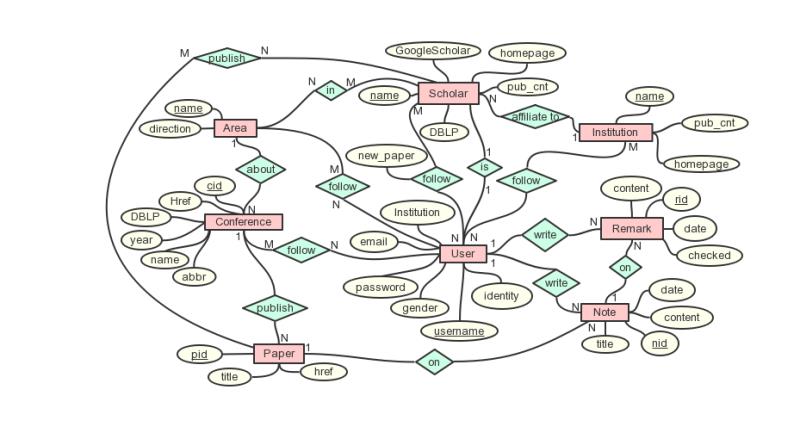 GoogleScholar
homepage
M
publish
N
Scholar
pub_cnt
N
in
M
name
N
M
name
affiliate to
name
direction
Area
DBLP
1
Institution
pub_cnt
1
M
homepage
new_paper
1
about
M
follow
is
follow
follow
1
cid
N
content
rid
Href
N
Institution
DBLP
Conference
write
N
Remark
date
year
1
M
follow
N
email
N
N
1
User
name
1
N
checked
abbr
on
password
identity
write
date
gender
1
publish
N
Note
content
username
N
title
nid
N
pid
Paper
1
on
title
href